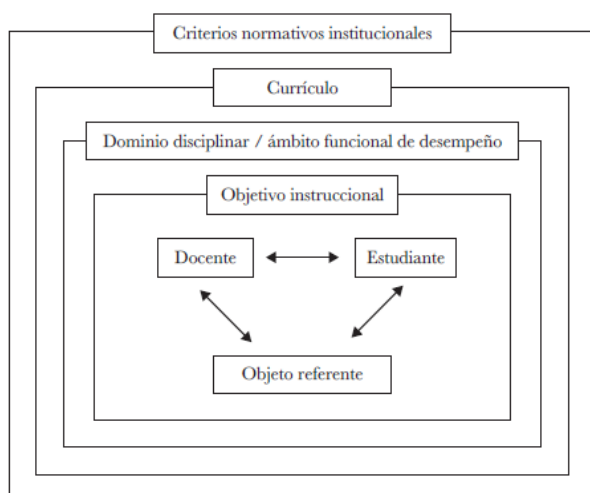 Criterios normativos institucionales
Currículo
Dominio disciplinar / ámbito funcional de desempeño
Objetivo instruccional
Docente
Estudiante
Objeto referente